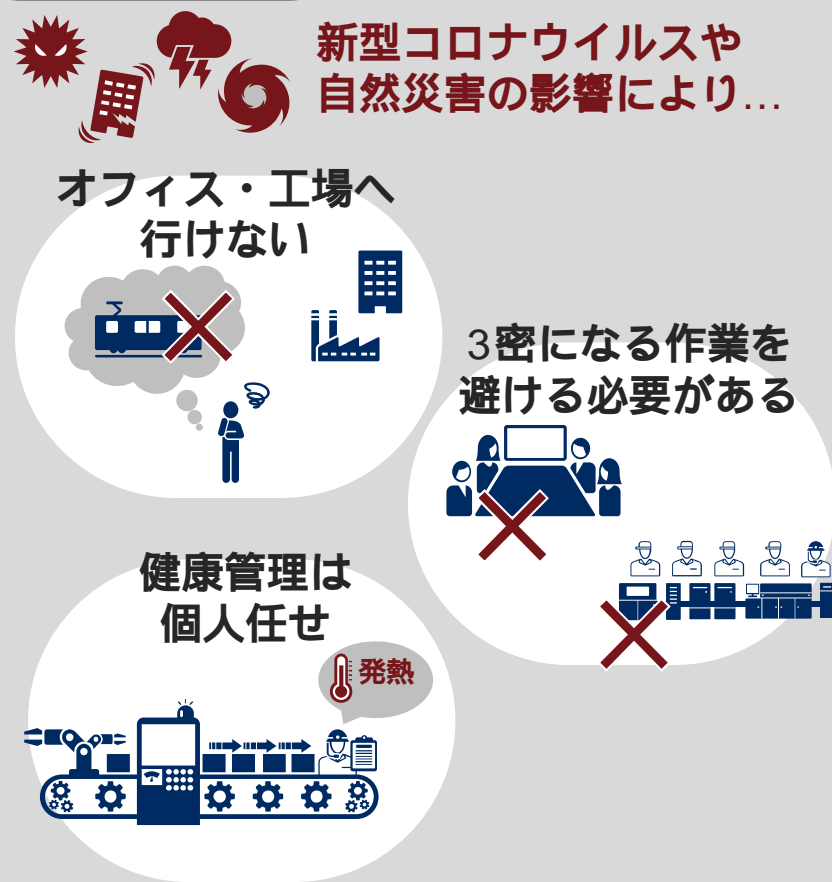 新型コロナウイルスや
自然災害の影響により…
オフィス・工場へ
行けない
3密になる作業を
避ける必要がある
健康管理は
個人任せ
発熱